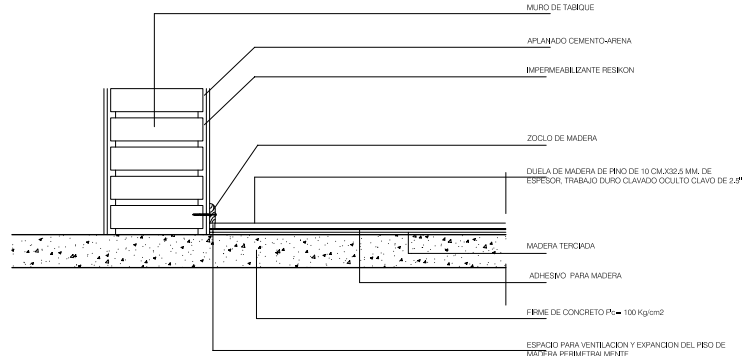 MURO DE TABIQUE
APLANADO CEMENTO-ARENA
IMPERMEABILIZANTE RESIKON
ZOCLO DE MADERA
DUELA DE MADERA DE PINO DE 10 CM.X32.5 MM. DE
ESPESOR, TRABAJO DURO CLAVADO OCULTO CLAVO DE 2.5"
MADERA TERCIADA
ADHESIVO PARA MADERA
FIRME DE CONCRETO F'c= 100 Kg/cm2
ESPACIO PARA VENTILACION Y EXPANCION DEL PISO DE
MADERA PERIMETRALMENTE